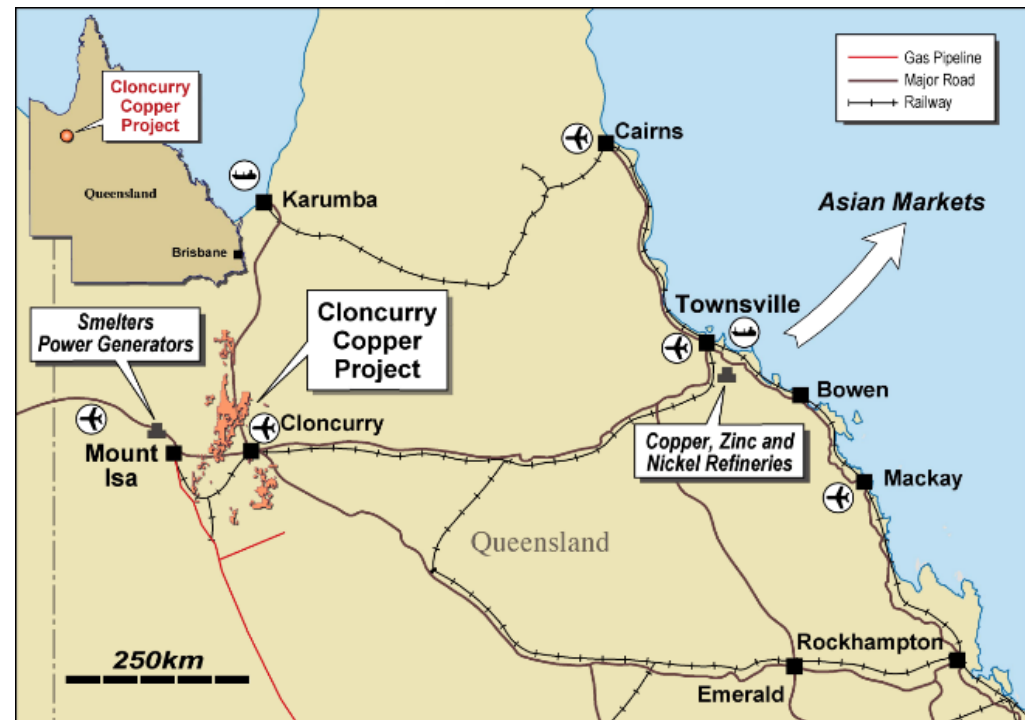 Cloncurry
Copper
Project
Queensland
Brisbane
Gas Pipeline
Major Road
Railway
Cairns
Karumba
Asian Markets
Smelters
Power Generators
Cloncurry
Copper
Project
Townsville
Bowen
Cloncurry
Mount
Isa
Copper, Zinc and
Nickel Refineries
Mackay
Queensland
250km
Rockhampton
Emerald